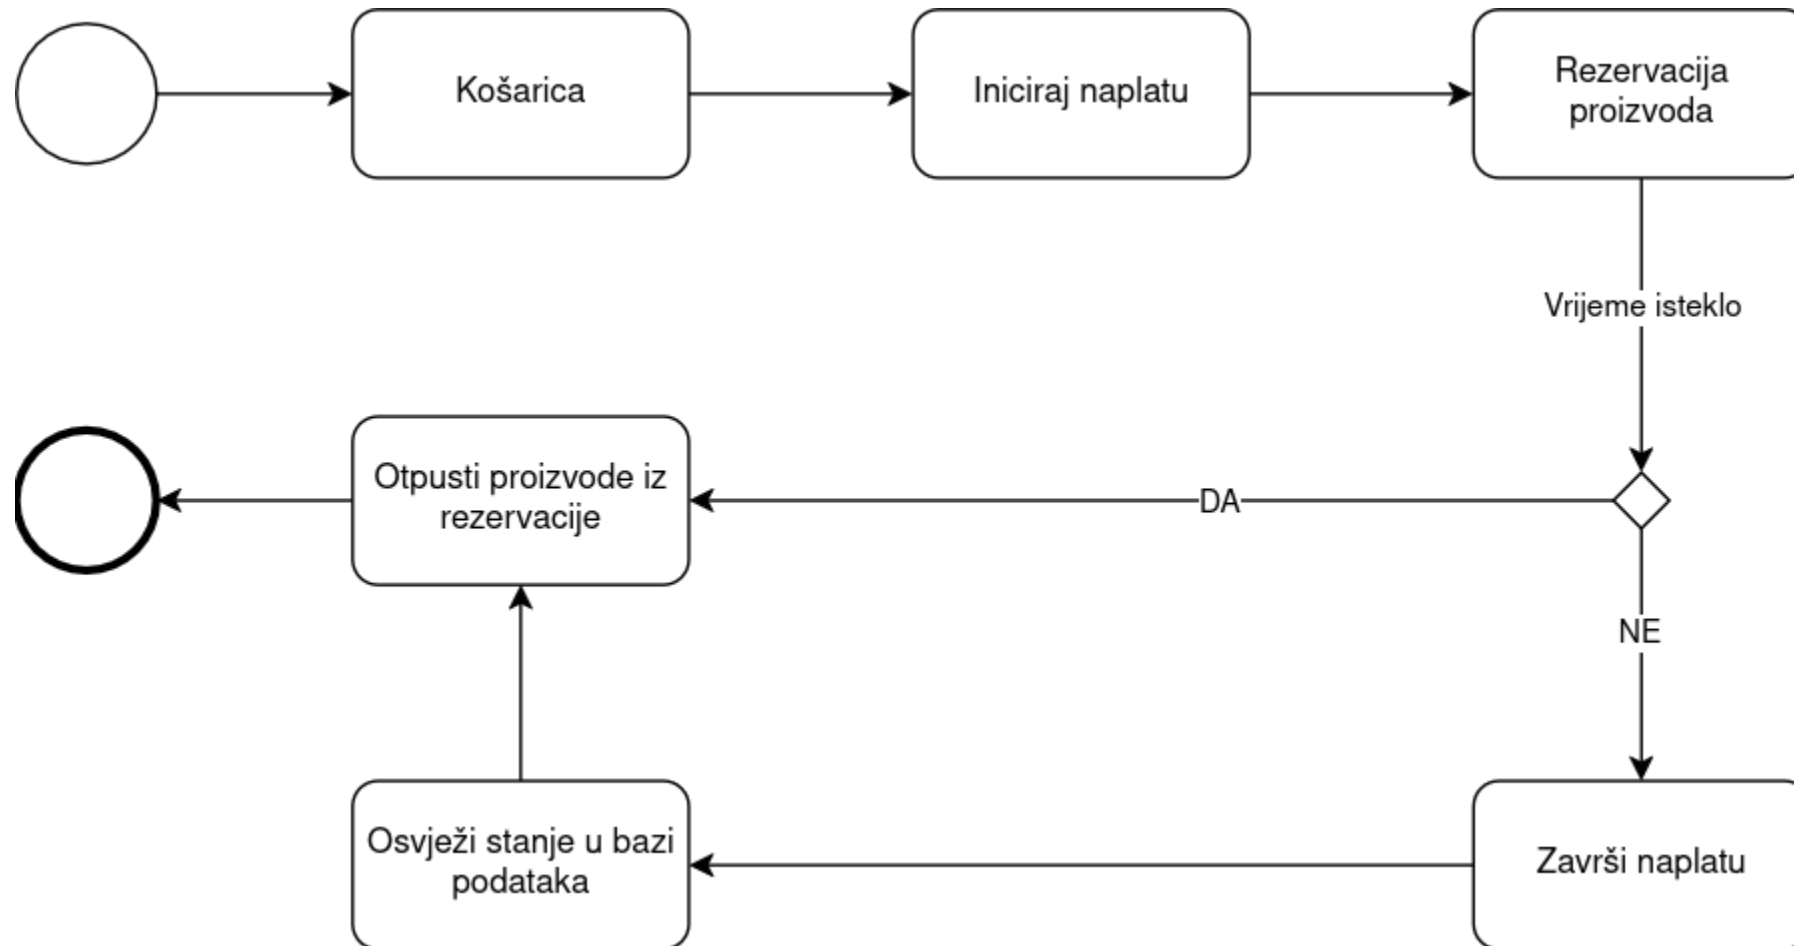 Košarica
Iniciraj naplatu
Rezervacija
proizvoda
Vrijeme isteklo
Otpusti proizvode iz
rezervacije
DA
NE
Osvježi stanje u bazi
podataka
Završi naplatu